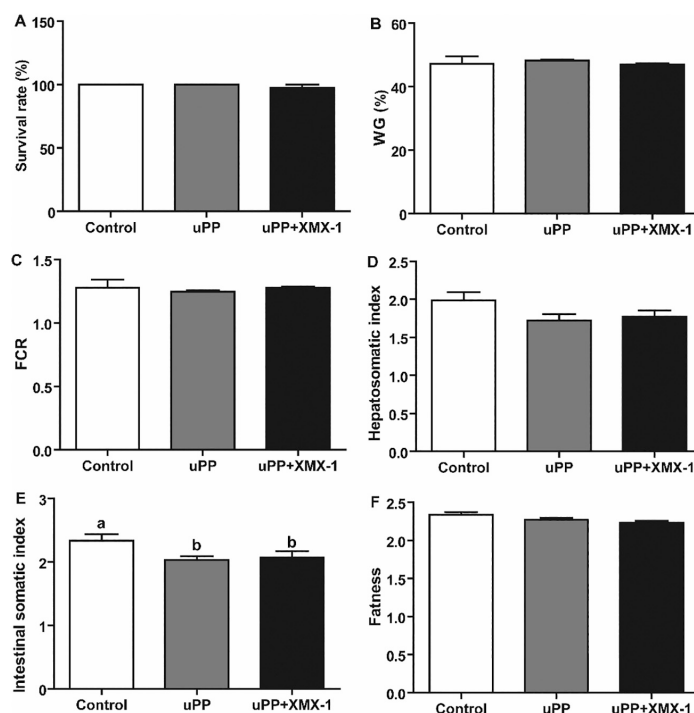 A
Survival rate (%)
150
100
50
0
Control
uPP
uPP+XMX-1
B
WG (%)
60
40
20
0
Control
uPP
uPP+XMX-1
C
FCR
1.5
1.0
0.5
0.0
Control
uPP
uPP+XMX-1
D
Hepatosomatic index
2.5
2.0
1.5
1.0
0.5
0.0
Control
uPP
uPP+XMX-1
E
Intestinal somatic index
3
2
1
0
a
b
b
Control
uPP
uPP+XMX-1
F
Fatness
2.5
2.0
1.5
1.0
0.5
0.0
Control
uPP
uPP+XMX-1